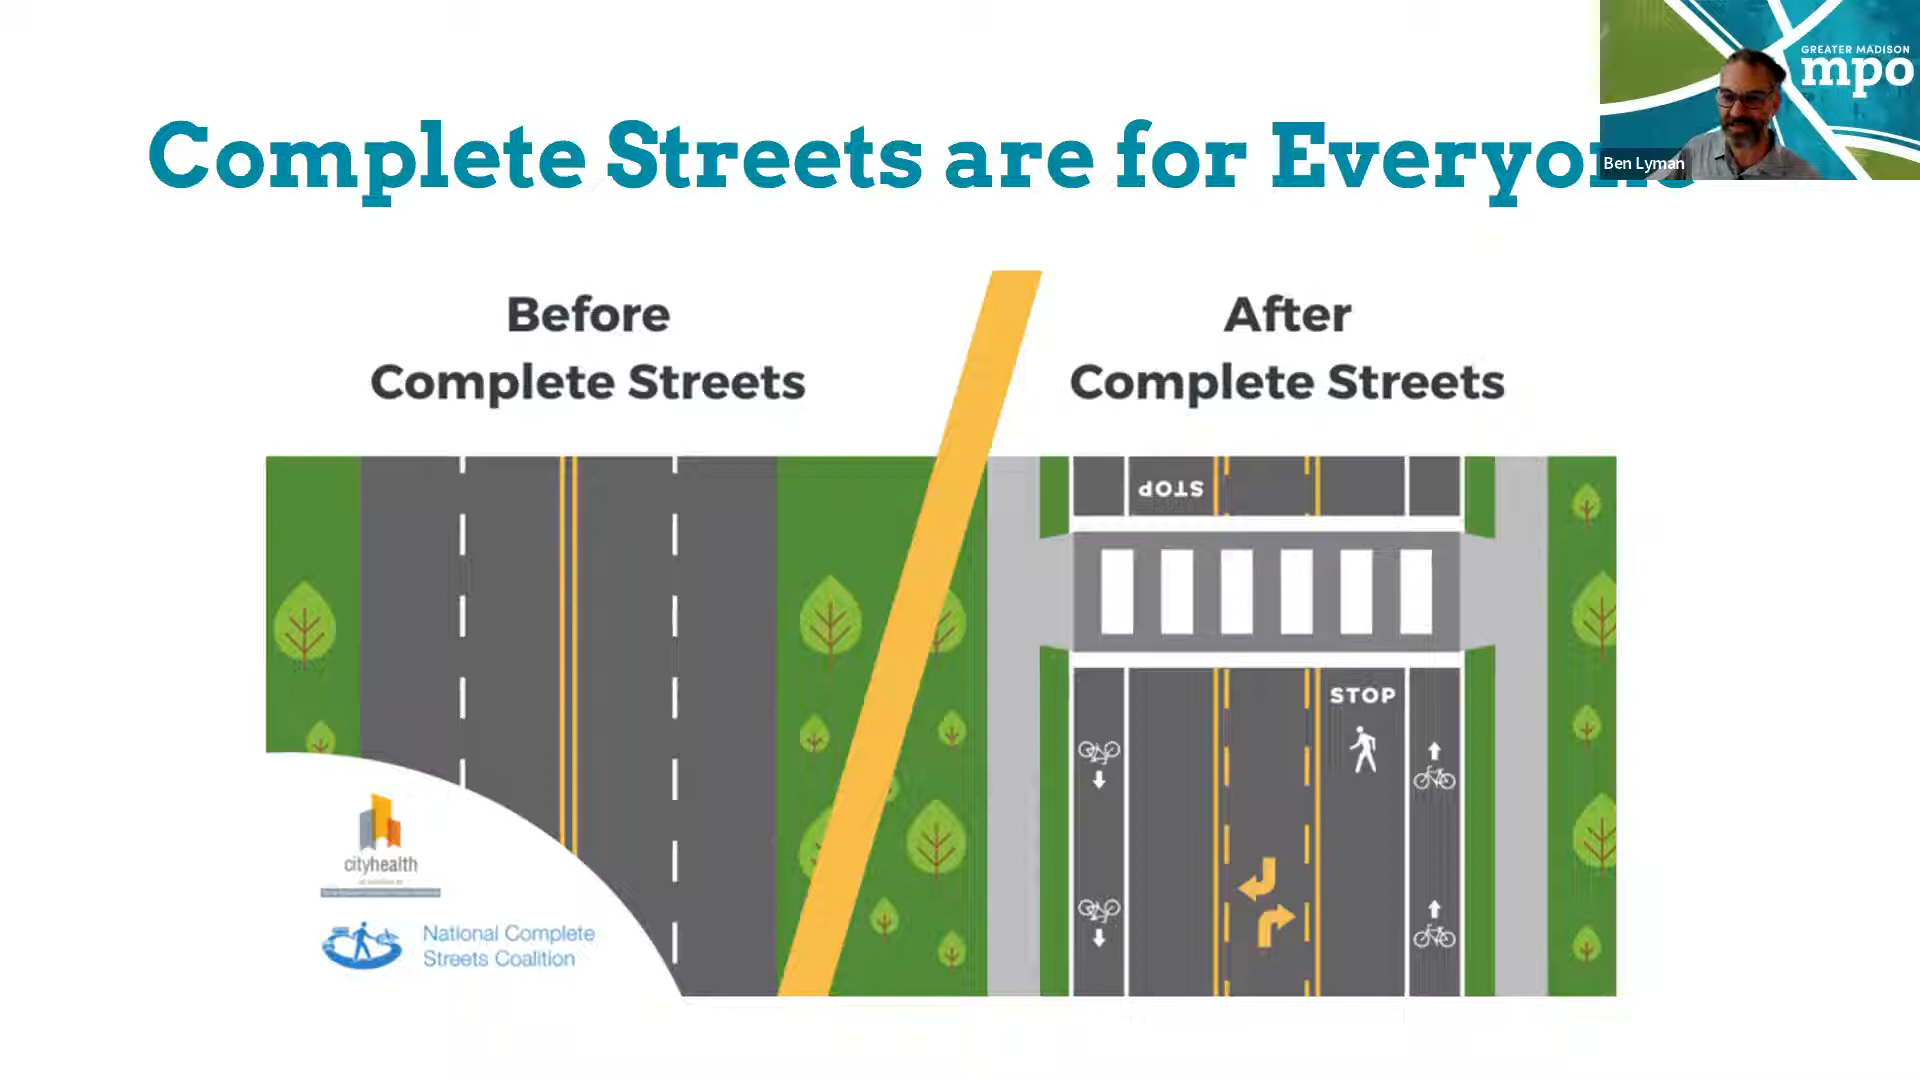 Complete Streets are for Everyone
GREATER MADISON
mpo
Ben Lyman
Before
Complete Streets
After
Complete Streets
STOP
STOP
cityhealth
National Complete
Streets Coalition